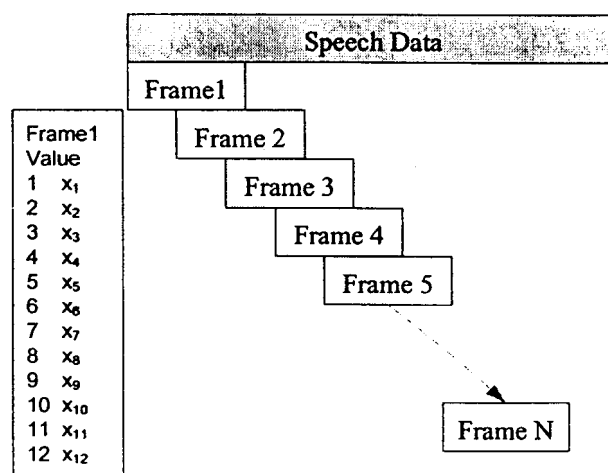 Speech Data
Frame1
Frame 2
Frame 3
Frame 4
Frame 5
Frame N
Frame1
Value
1 x₁
2 x₂
3 x₃
4 x₄
5 x₅
6 x₆
7 x₇
8 x₈
9 x₉
10 x₁₀
11 x₁₁
12 x₁₂